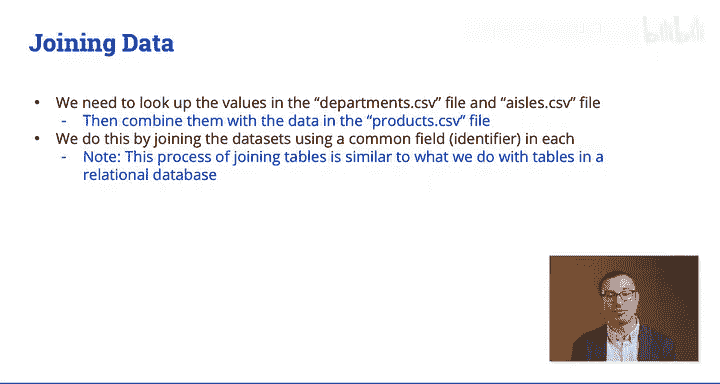 Joining Data
• We need to look up the values in the “departments.csv” file and “aisles.csv” file
- Then combine them with the data in the “products.csv” file
• We do this by joining the datasets using a common field (identifier) in each
- Note: This process of joining tables is similar to what we do with tables in a
relational database